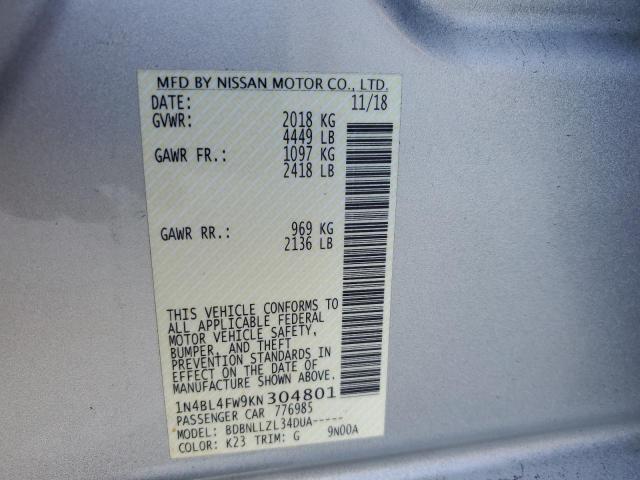 MFD BY NISSAN MOTOR CO., LTD.
DATE: 11/18
GVWR: 2018 KG
4449 LB
GAWR FR.: 1097 KG
2418 LB
GAWR RR.: 969 KG
2136 LB
THIS VEHICLE CONFORMS TO
ALL APPLICABLE FEDERAL
MOTOR VEHICLE SAFETY,
BUMPER, AND THEFT
PREVENTION STANDARDS IN
EFFECT ON THE DATE OF
MANUFACTURE SHOWN ABOVE.
1N4BL4FW9KN304801
PASSENGER CAR 776985
MODEL: BDBNLLZL34DUA-----
COLOR: K23 TRIM: G 9N00A